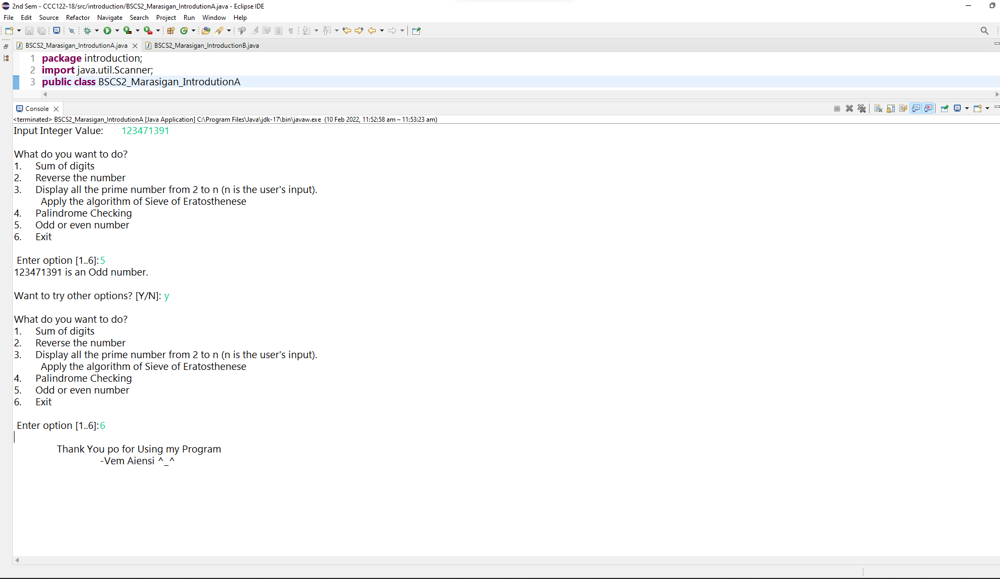 2nd Sem - CCC122-18/src/introduction/BSCS2_Marasigan_IntrodutionA.java - Eclipse IDE
File Edit Source Refactor Navigate Search Project Run Window Help
BSCS2_Marasigan_IntrodutionA.java BSCS2_Marasigan_IntroductionB.java
1 package introduction;
2 import java.util.Scanner;
3 public class BSCS2_Marasigan_IntrodutionA
Console
<terminated> BSCS2_Marasigan_IntrodutionA [Java Application] C:\Program Files\Java\jdk-17\bin\javaw.exe (10 Feb 2022, 11:52:58 am – 11:53:23 am)
Input Integer Value: 123471391
What do you want to do?
1. Sum of digits
2. Reverse the number
3. Display all the prime number from 2 to n (n is the user's input).
Apply the algorithm of Sieve of Eratosthenese
4. Palindrome Checking
5. Odd or even number
6. Exit
Enter option [1..6]:5
123471391 is an Odd number.
Want to try other options? [Y/N]: y
What do you want to do?
1. Sum of digits
2. Reverse the number
3. Display all the prime number from 2 to n (n is the user's input).
Apply the algorithm of Sieve of Eratosthenese
4. Palindrome Checking
5. Odd or even number
6. Exit
Enter option [1..6]:6
Thank You po for Using my Program
-Vem Aiensi ^_^